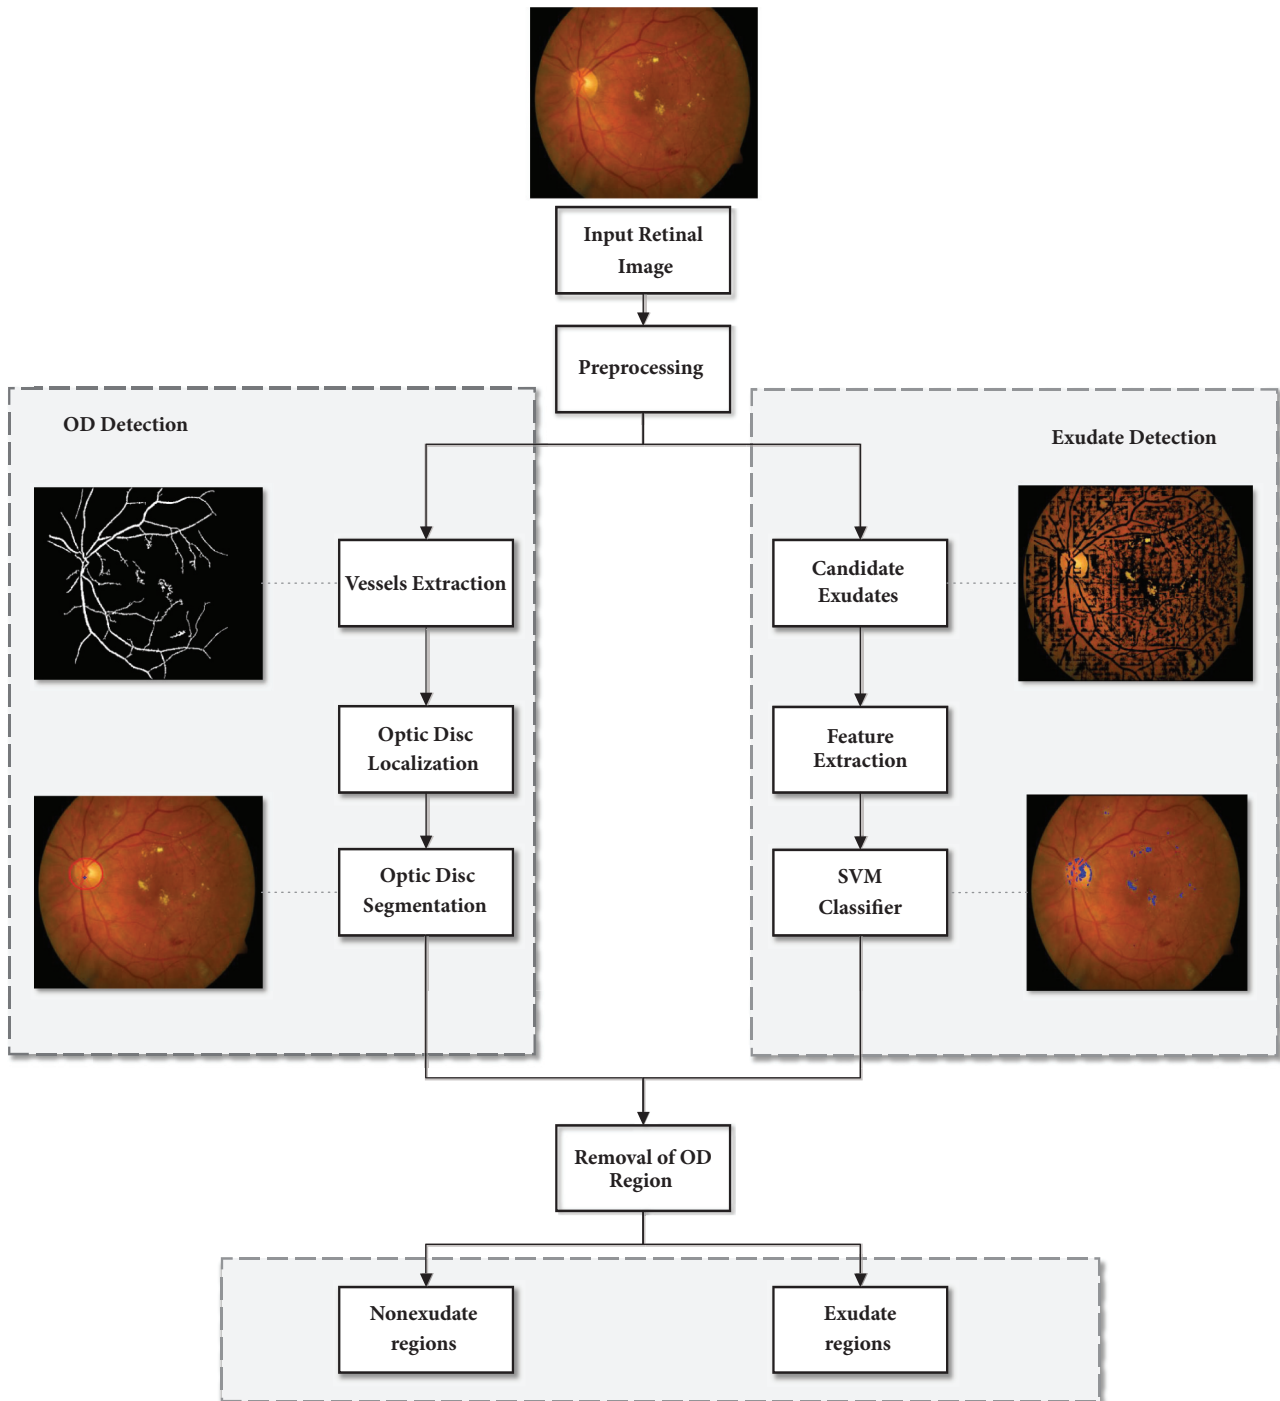 Input Retinal
Image
Preprocessing
OD Detection
Vessels Extraction
Optic Disc
Localization
Optic Disc
Segmentation
Exudate Detection
Candidate
Exudates
Feature
Extraction
SVM
Classifier
Removal of OD
Region
Nonexudate
regions
Exudate
regions